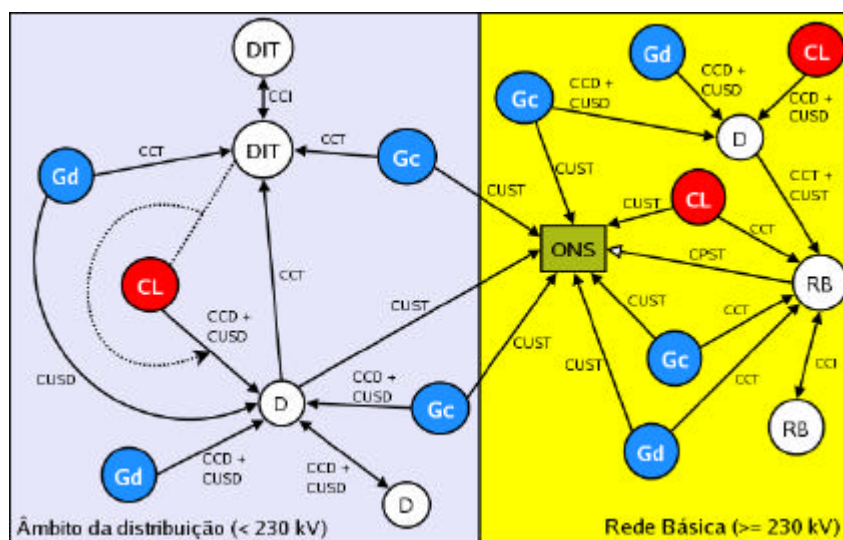 DIT
CCI
DIT
CCT
CCT
Gd
Gc
CUST
CL
CCT
CCD +
CUSD
CUST
CUSD
D
CCD +
CUSD
Gc
CUST
Gd
CCD +
CUSD
CCD +
CUSD
D
Âmbito da distribuição (< 230 kV)
Gd
CL
Gc
CCD +
CUSD
CCD +
CUSD
CCD +
CUSD
D
CUST
CCT +
CUST
CL
CUST
CCT
ONS
CPST
RB
CUST
CCT
Gc
CUST
CCT
CCI
Gd
RB
Rede Básica (>= 230 kV)